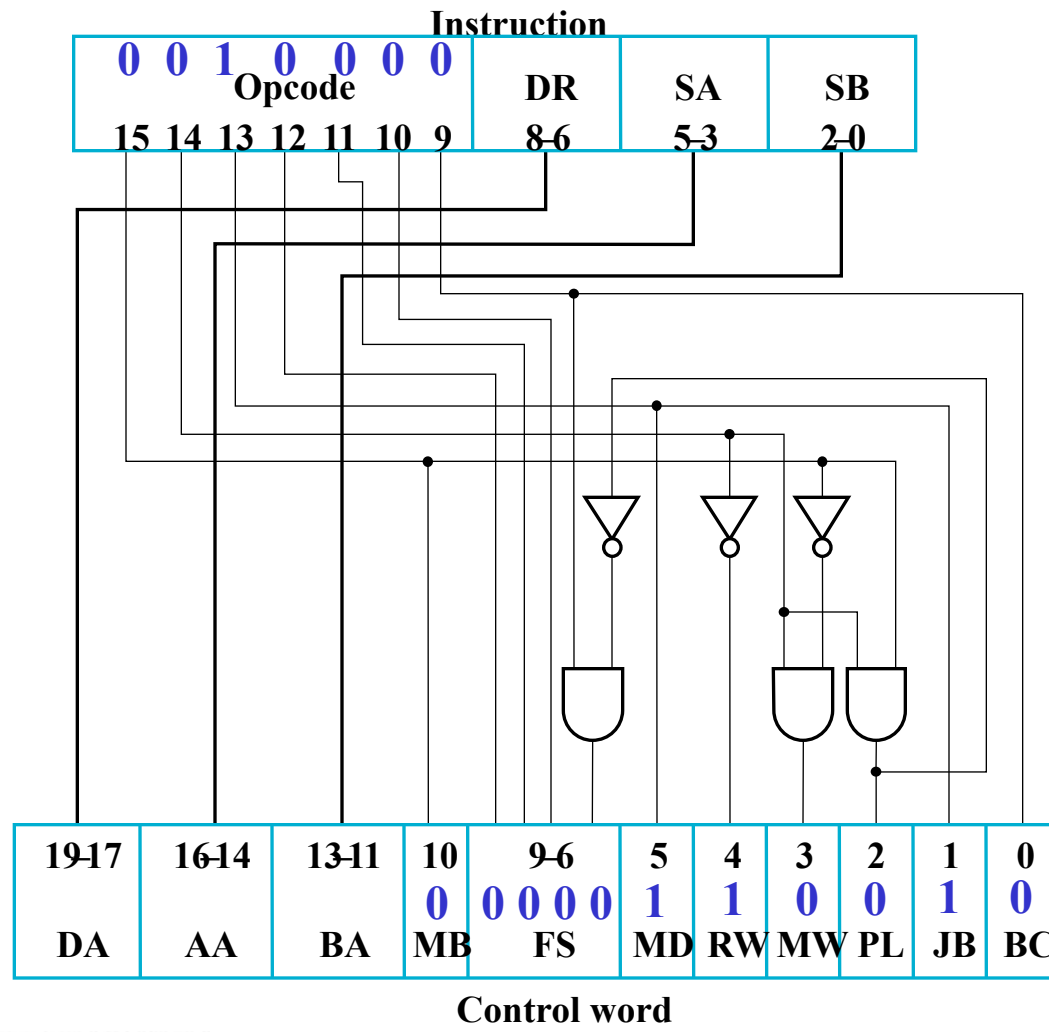 Instruction
0 0 1 0 0 0 0
Opcode DR SA SB
15 14 13 12 11 10 9 8-6 5-3 2-0
19-17 16-14 13-11 10 9-6 5 4 3 2 1 0
0 0 0 0 0 1 1 0 0 1 0
DA AA BA MB FS MD RW MW PL JB BC
Control word